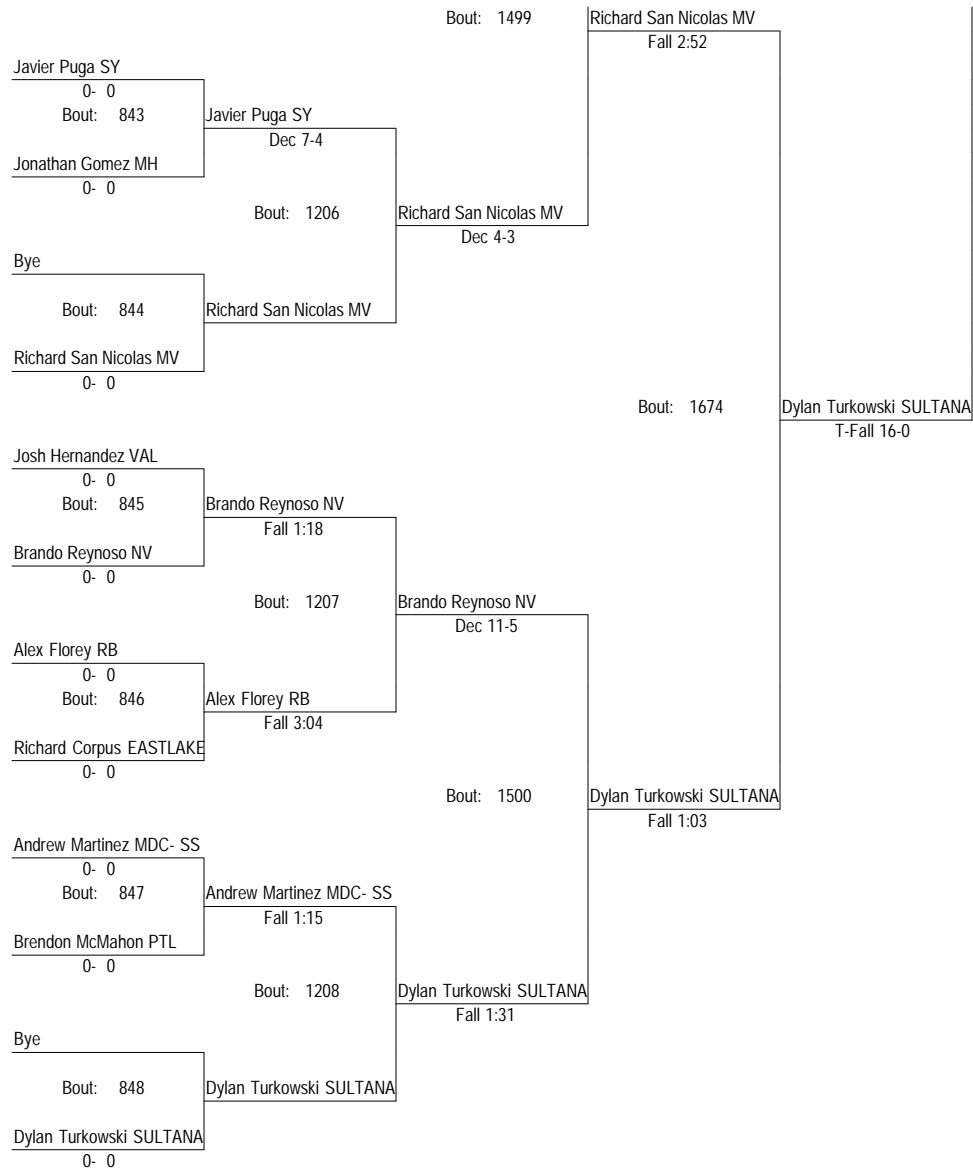 Bout: 1499 Richard San Nicolas MV
Fall 2:52
Javier Puga SY
0- 0
Bout: 843 Javier Puga SY
Dec 7-4
Jonathan Gomez MH
0- 0
Bout: 1206 Richard San Nicolas MV
Dec 4-3
Bye
Bout: 844 Richard San Nicolas MV
Richard San Nicolas MV
0- 0
Bout: 1674 Dylan Turkowski SULTANA
T-Fall 16-0
Josh Hernandez VAL
0- 0
Bout: 845 Brando Reynoso NV
Fall 1:18
Brando Reynoso NV
0- 0
Bout: 1207 Brando Reynoso NV
Dec 11-5
Alex Florey RB
0- 0
Bout: 846 Alex Florey RB
Fall 3:04
Richard Corpus EASTLAKE
0- 0
Bout: 1500 Dylan Turkowski SULTANA
Fall 1:03
Andrew Martinez MDC- SS
0- 0
Bout: 847 Andrew Martinez MDC- SS
Fall 1:15
Brendon McMahon PTL
0- 0
Bout: 1208 Dylan Turkowski SULTANA
Fall 1:31
Bye
Bout: 848 Dylan Turkowski SULTANA
Dylan Turkowski SULTANA
0- 0